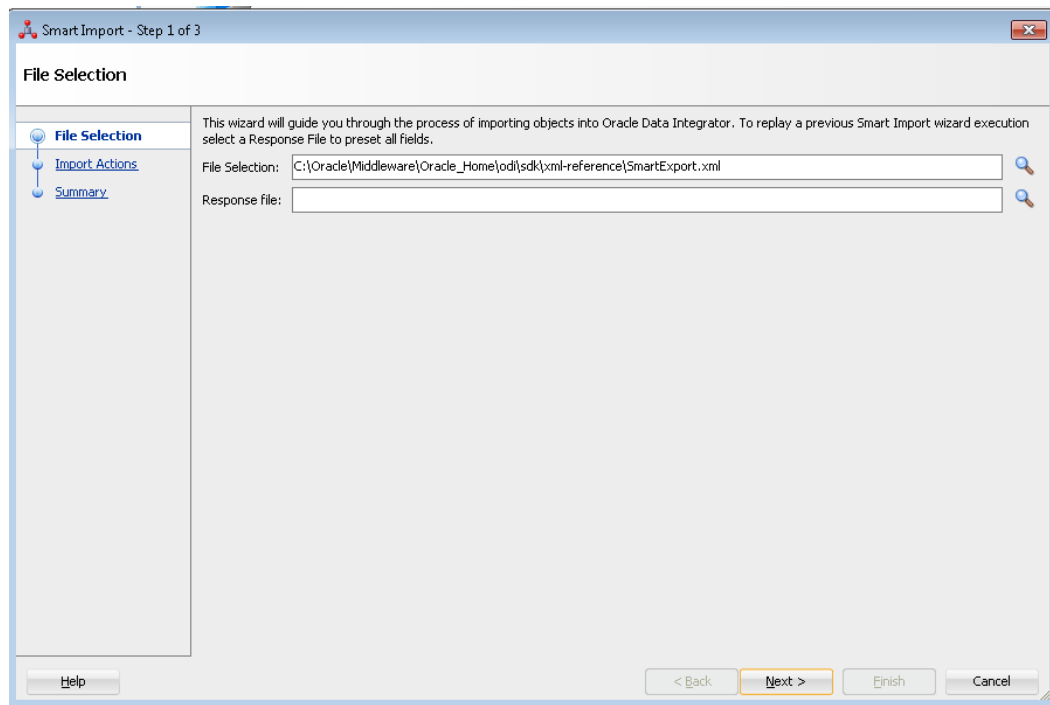 Smart Import - Step 1 of 3
File Selection
File Selection
Import Actions
Summary
This wizard will guide you through the process of importing objects into Oracle Data Integrator. To replay a previous Smart Import wizard execution
select a Response File to preset all fields.
File Selection: C:\Oracle\Middleware\Oracle_Home\odi\sdk\xml-reference\SmartExport.xml
Response file:
Help
< Back
Next >
Finish
Cancel